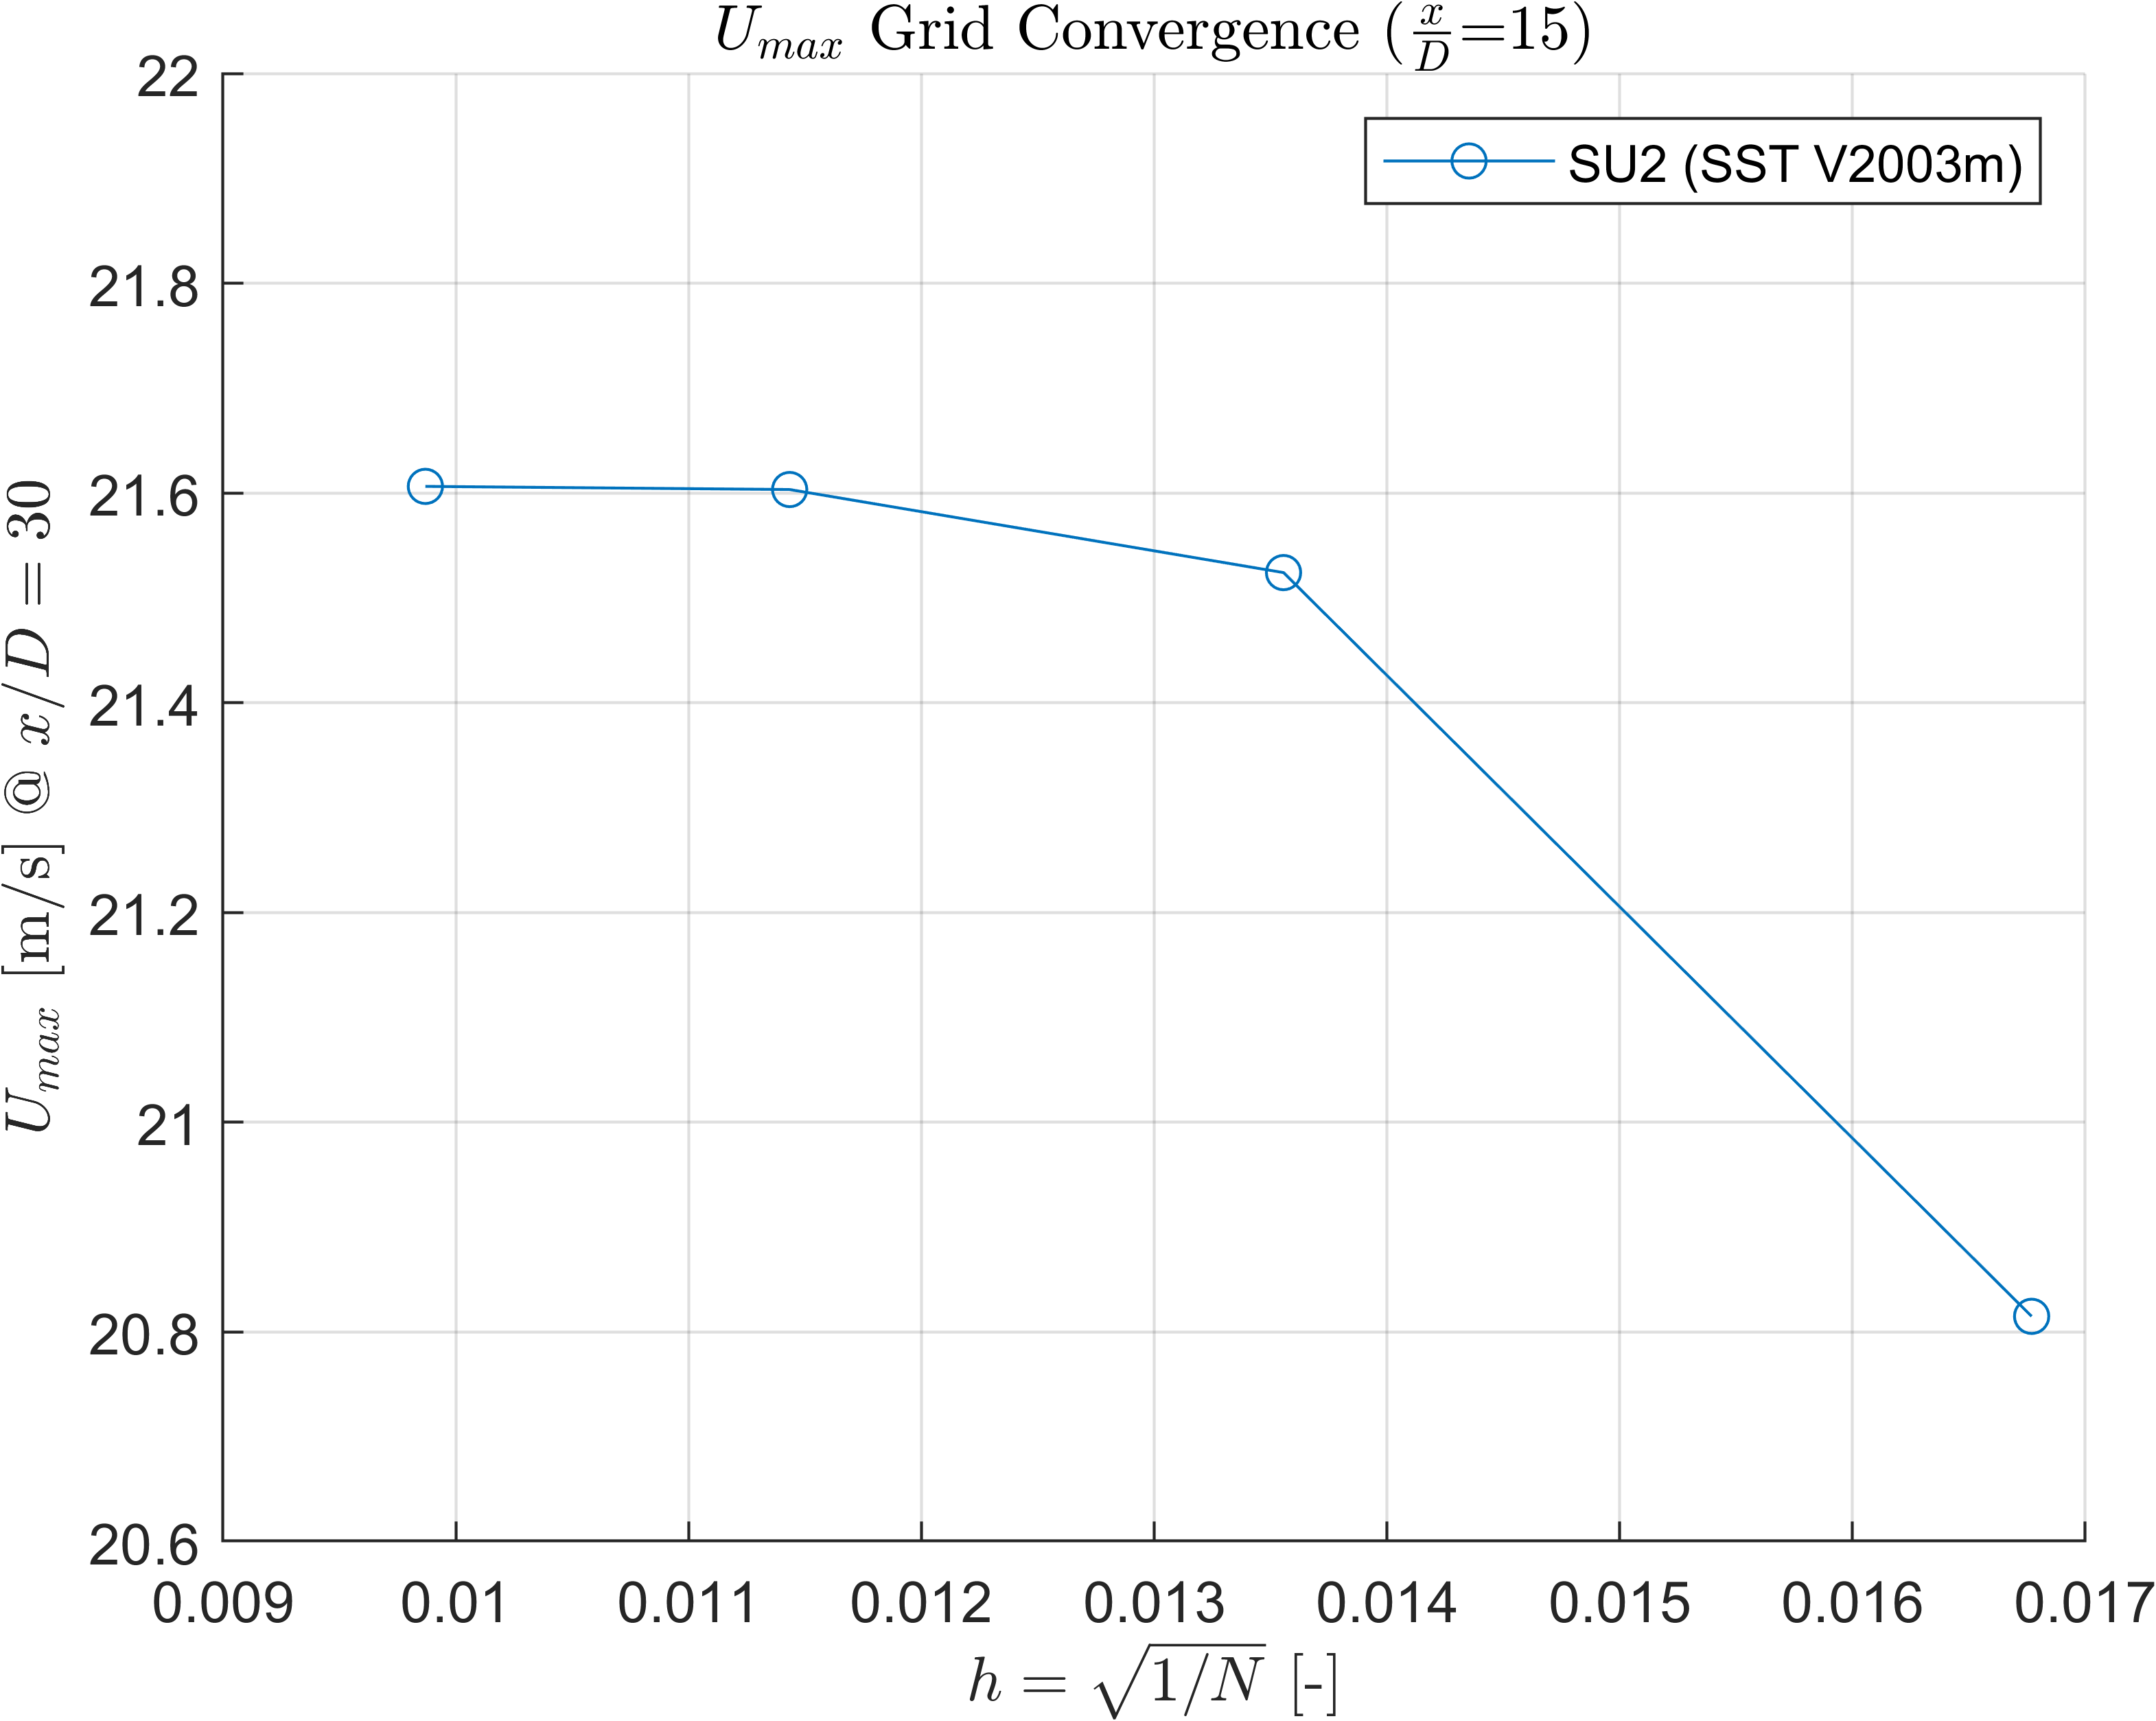 U_max Grid Convergence (x/D=15)
SU2 (SST V2003m)
U_max [m/s] @ x/D = 30
22
21.8
21.6
21.4
21.2
21
20.8
20.6
0.009 0.01 0.011 0.012 0.013 0.014 0.015 0.016 0.017
h = √1/N [-]